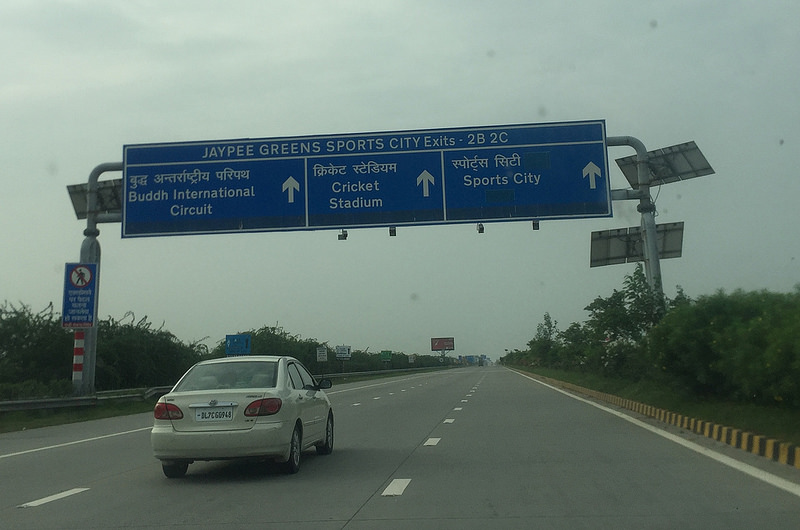 JAYPEE GREENS SPORTS CITY Exits - 2B 2C
बुद्ध अन्तर्राष्ट्रीय परिपथ
Buddh International
Circuit
क्रिकेट स्टेडियम
Cricket
Stadium
स्पोर्ट्स सिटी
Sports City
DL7CG0948